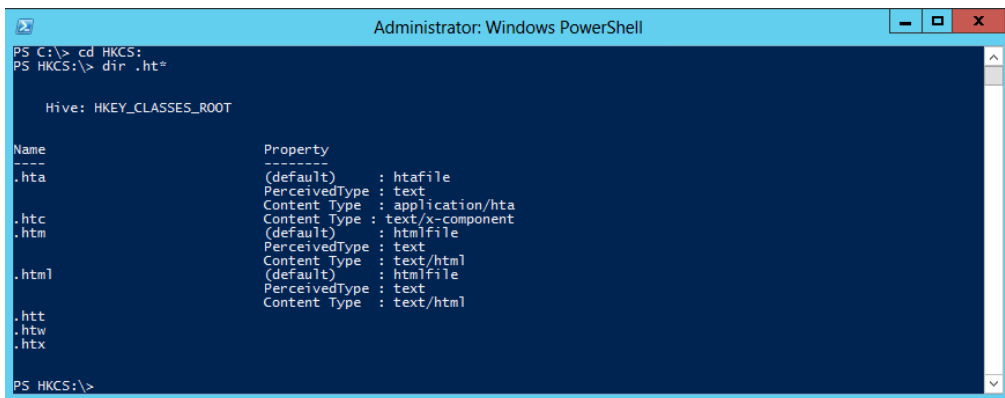 Administrator: Windows PowerShell
PS C:\> cd HKCS:
PS HKCS:\> dir .ht*
Hive: HKEY_CLASSES_ROOT
Name Property
---- --------
.hta (default) : htafile
PerceivedType : text
Content Type : application/hta
.htc Content Type : text/x-component
.htm (default) : htmlfile
PerceivedType : text
Content Type : text/html
.html (default) : htmlfile
PerceivedType : text
Content Type : text/html
.htt
.htw
.htx
PS HKCS:\>